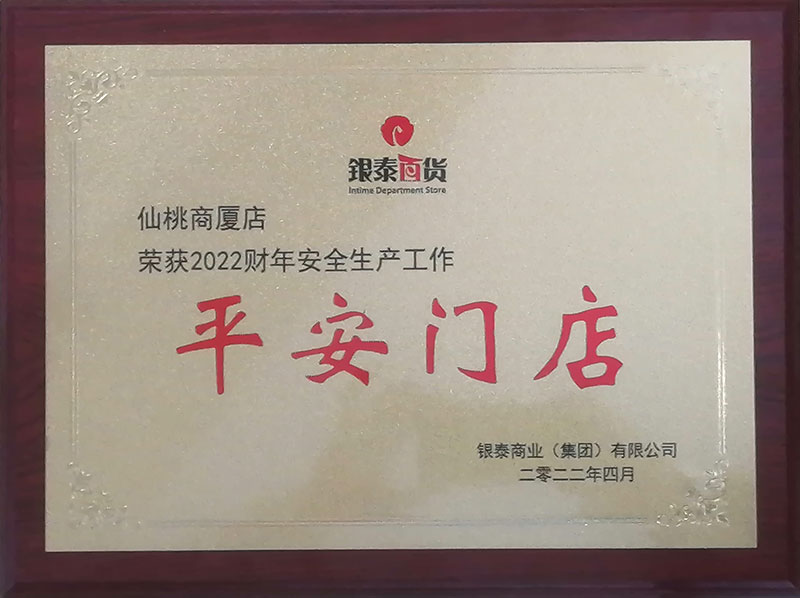 银泰百货
Intime Department Store
仙桃商厦店
荣获2022财年安全生产工作
平安门店
银泰商业（集团）有限公司
二零二二年四月